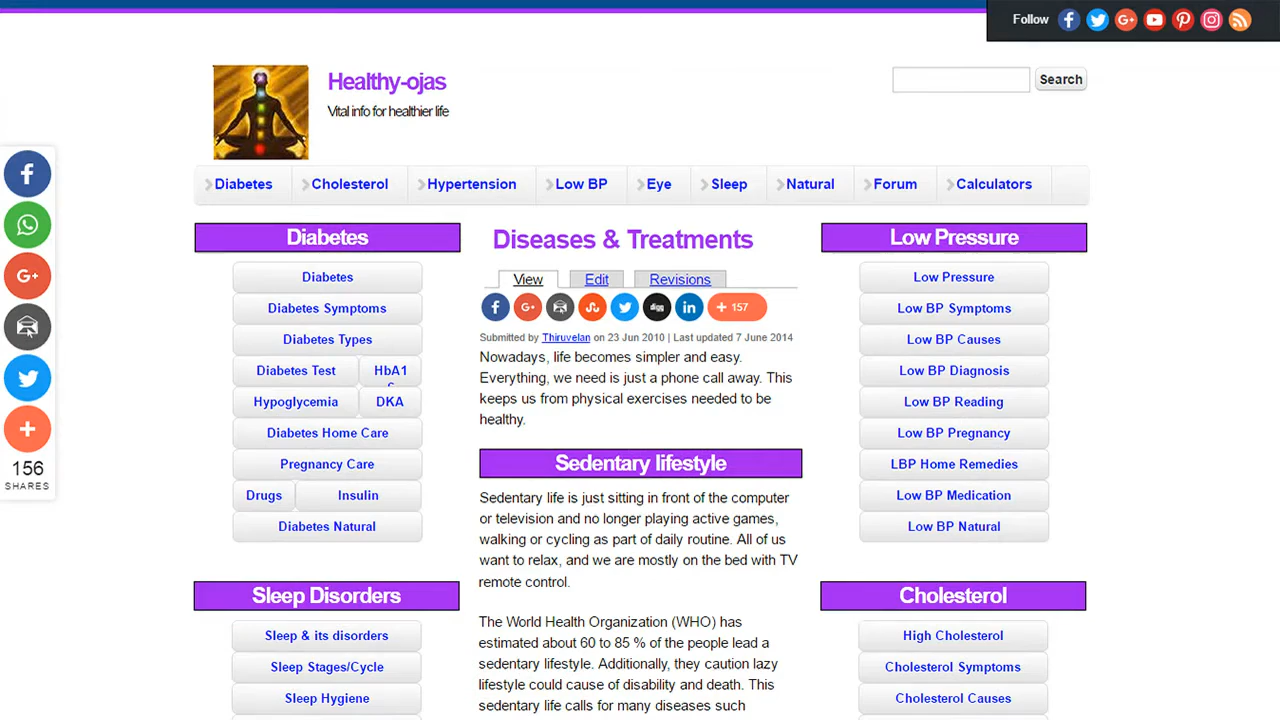 Follow
Healthy-ojas
Vital info for healthier life
Search
Diabetes Cholesterol Hypertension Low BP Eye Sleep Natural Forum Calculators
156
SHARES
Diabetes
Diabetes
Diabetes Symptoms
Diabetes Types
Diabetes Test HbA1
Hypoglycemia DKA
Diabetes Home Care
Pregnancy Care
Drugs Insulin
Diabetes Natural
Sleep Disorders
Sleep & its disorders
Sleep Stages/Cycle
Sleep Hygiene
Diseases & Treatments
View Edit Revisions
digg in + 157
Submitted by Thiruvelan on 23 Jun 2010 | Last updated 7 June 2014
Nowadays, life becomes simpler and easy.
Everything, we need is just a phone call away. This
keeps us from physical exercises needed to be
healthy.
Sedentary lifestyle
Sedentary life is just sitting in front of the computer
or television and no longer playing active games,
walking or cycling as part of daily routine. All of us
want to relax, and we are mostly on the bed with TV
remote control.
The World Health Organization (WHO) has
estimated about 60 to 85 % of the people lead a
sedentary lifestyle. Additionally, they caution lazy
lifestyle could cause of disability and death. This
sedentary life calls for many diseases such
Low Pressure
Low Pressure
Low BP Symptoms
Low BP Causes
Low BP Diagnosis
Low BP Reading
Low BP Pregnancy
LBP Home Remedies
Low BP Medication
Low BP Natural
Cholesterol
High Cholesterol
Cholesterol Symptoms
Cholesterol Causes